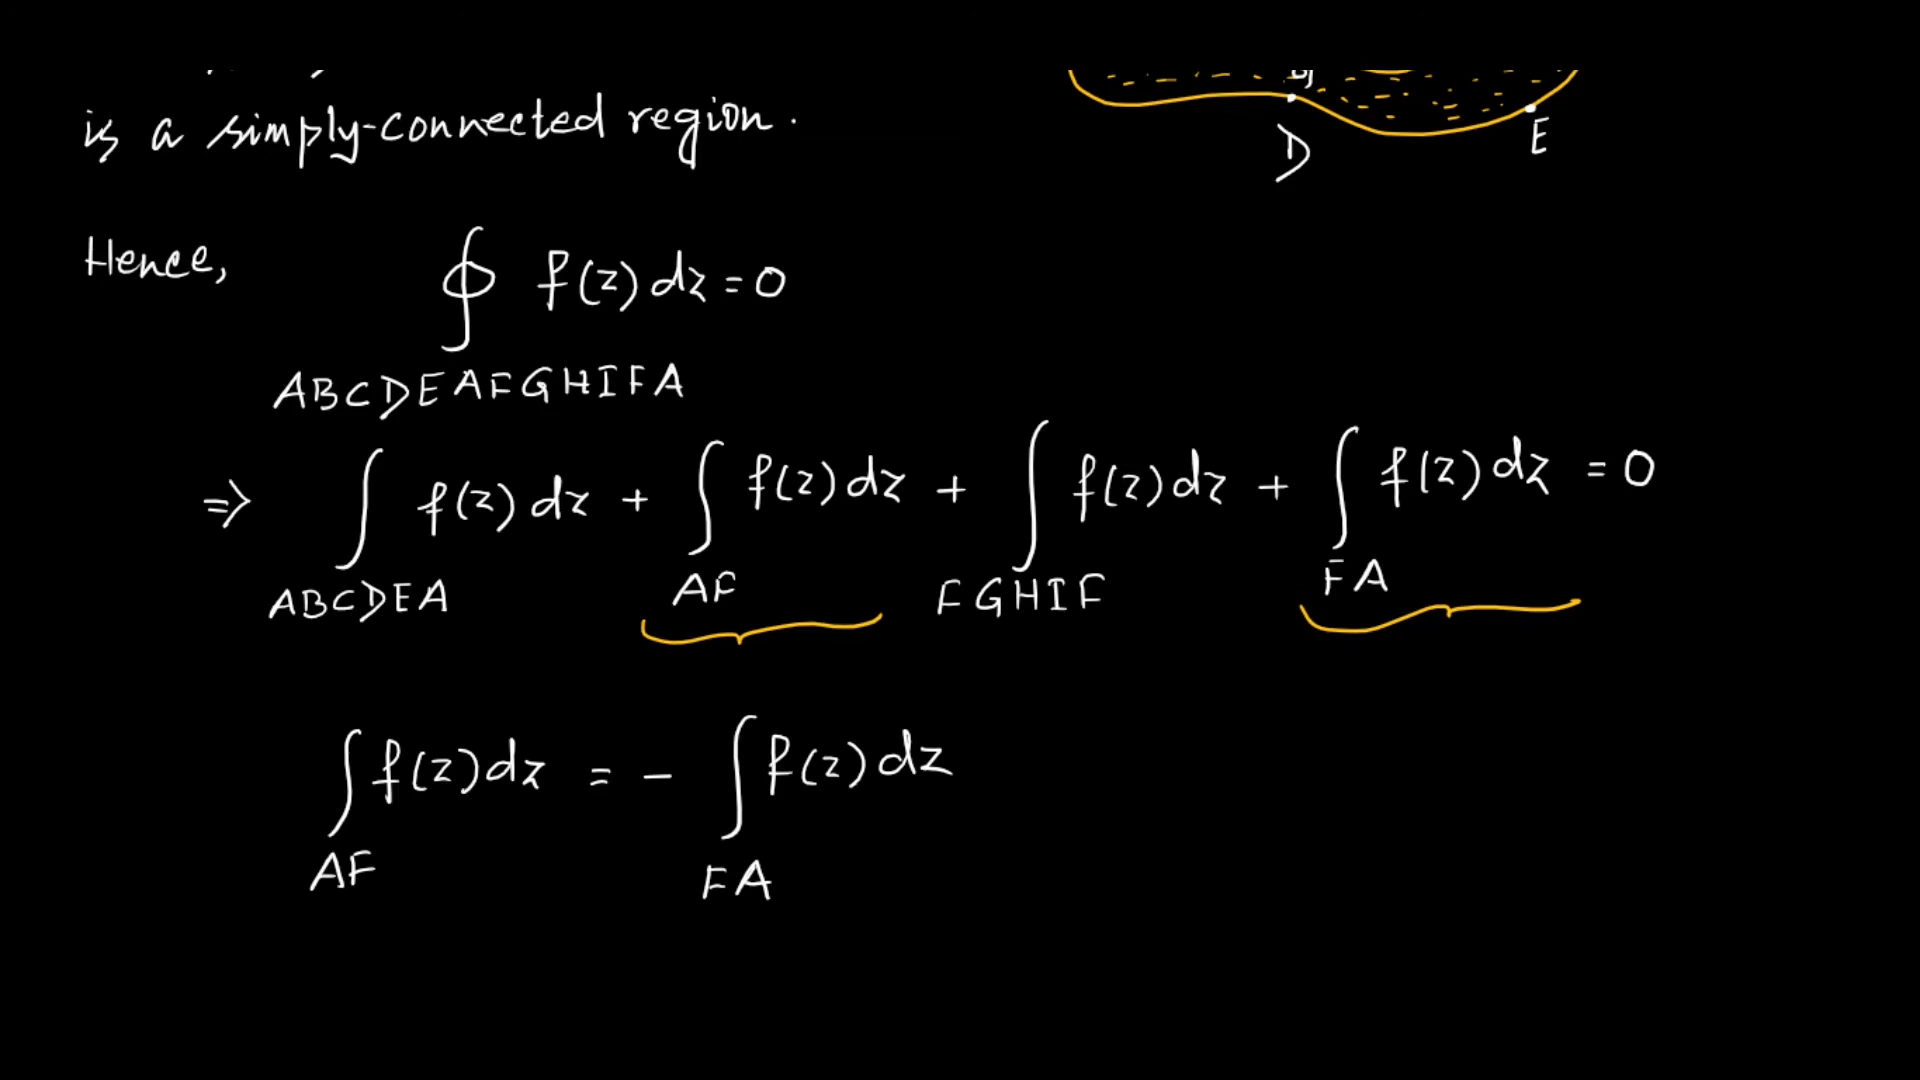 is a simply-connected region.
D
E
Hence,
∮ f(z) dz = 0
ABCDEAFGHIFA
⇒ ∫ f(z) dz + ∫ f(z) dz + ∫ f(z) dz + ∫ f(z) dz = 0
ABCDEA AF FGHIF FA
∫ f(z) dz = - ∫ f(z) dz
AF FA